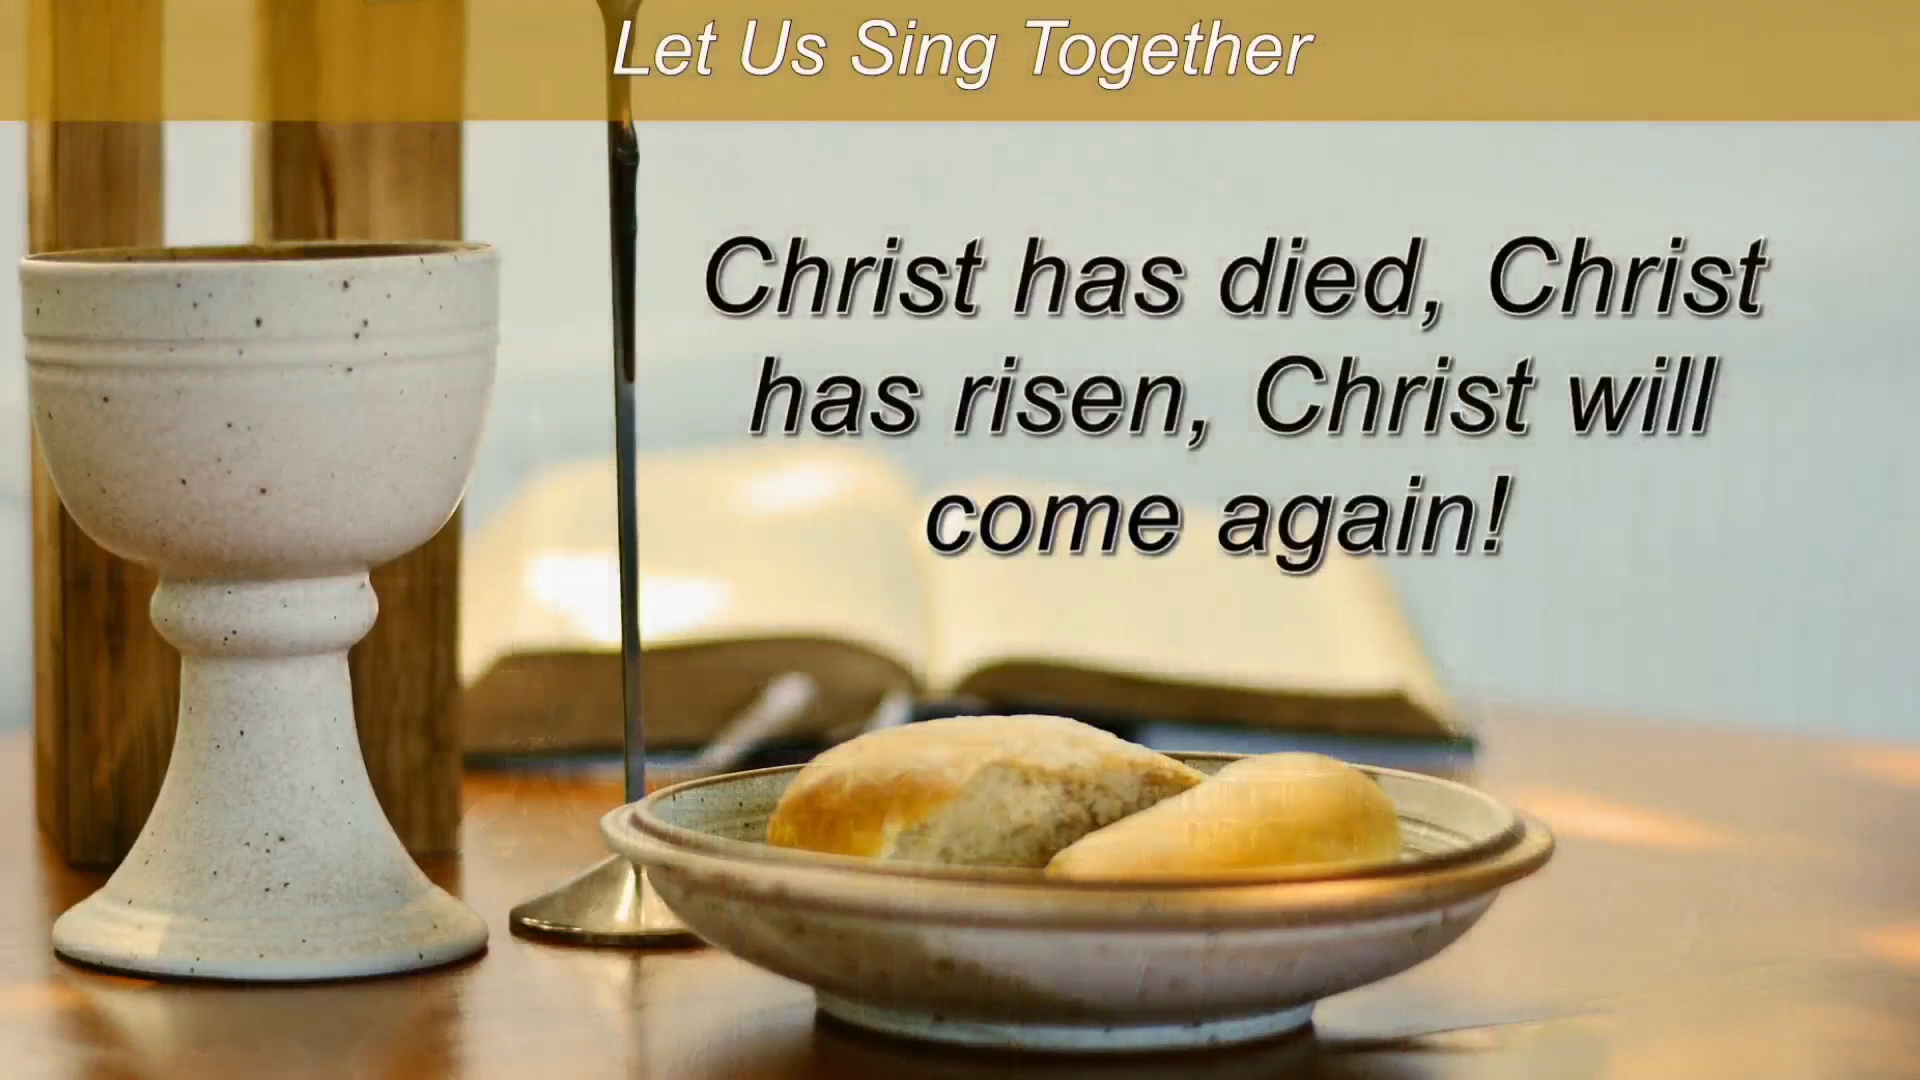 Let Us Sing Together
Christ has died, Christ
has risen, Christ will
come again!